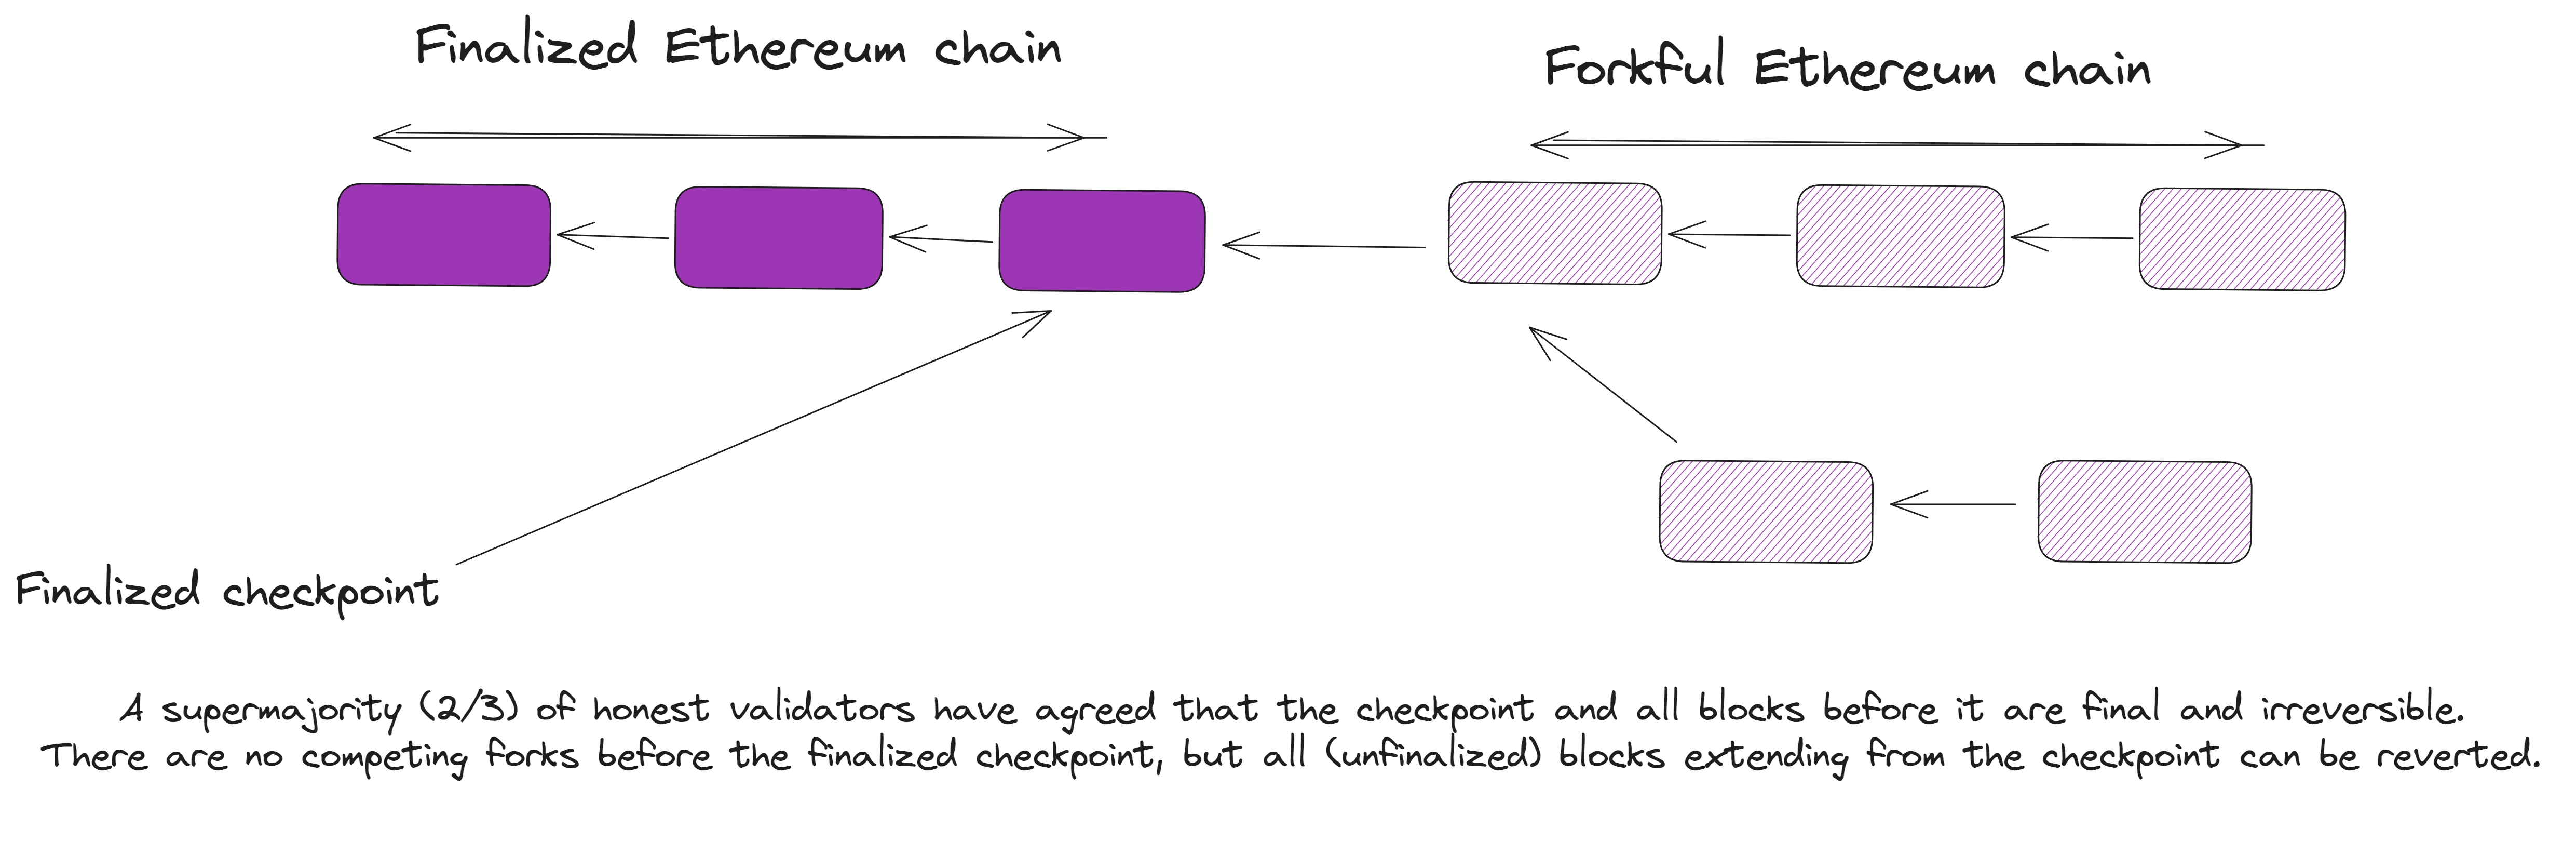 Finalized Ethereum chain
Forkful Ethereum chain
Finalized checkpoint
A supermajority (2/3) of honest validators have agreed that the checkpoint and all blocks before it are final and irreversible.
There are no competing forks before the finalized checkpoint, but all (unfinalized) blocks extending from the checkpoint can be reverted.